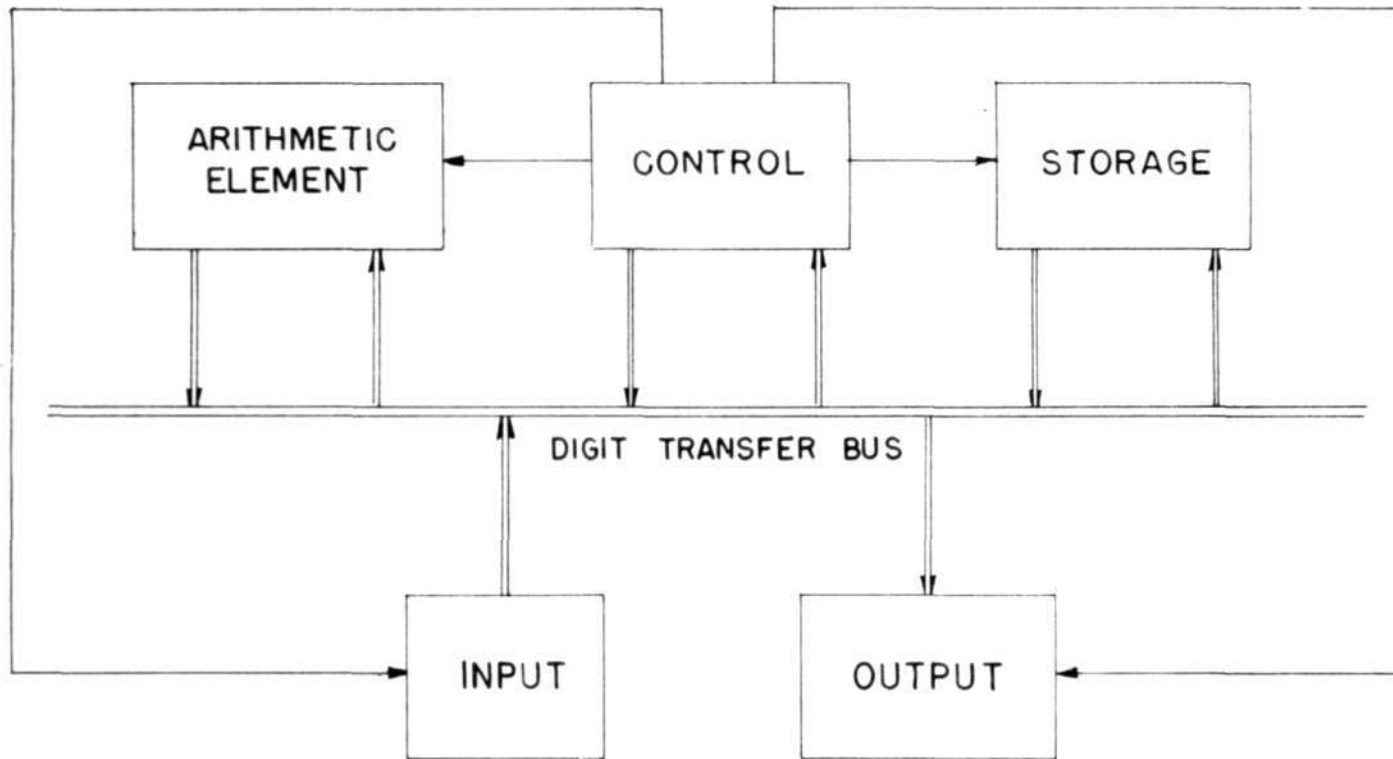 ARITHMETIC
ELEMENT
CONTROL
STORAGE
DIGIT TRANSFER BUS
INPUT
OUTPUT